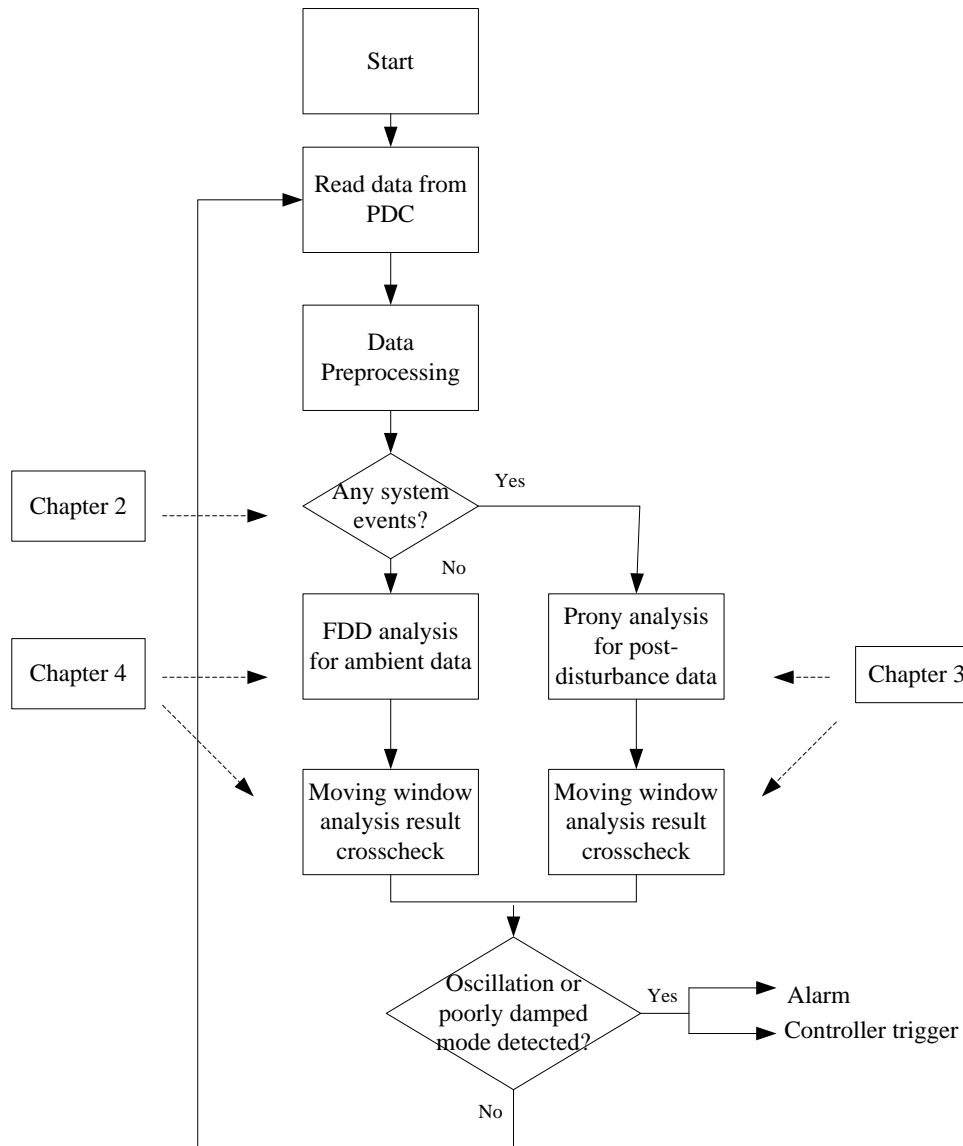 Start
Read data from
PDC
Data
Preprocessing
Chapter 2
Any system
events?
Yes
No
Chapter 4
FDD analysis
for ambient data
Prony analysis
for post-
disturbance data
Chapter 3
Moving window
analysis result
crosscheck
Moving window
analysis result
crosscheck
Oscillation or
poorly damped
mode detected?
Yes
Alarm
Controller trigger
No